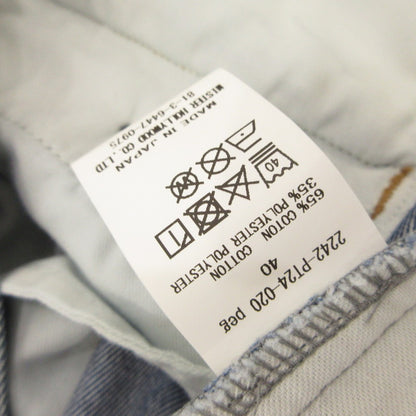 2242-PT24-020 peg
40
65% COTTON COTTON
35% POLYESTER POLYESTER
40
W
MADE IN JAPAN
MISTER HOLLYWOOD CO.,LTD
81-3-6447-0975